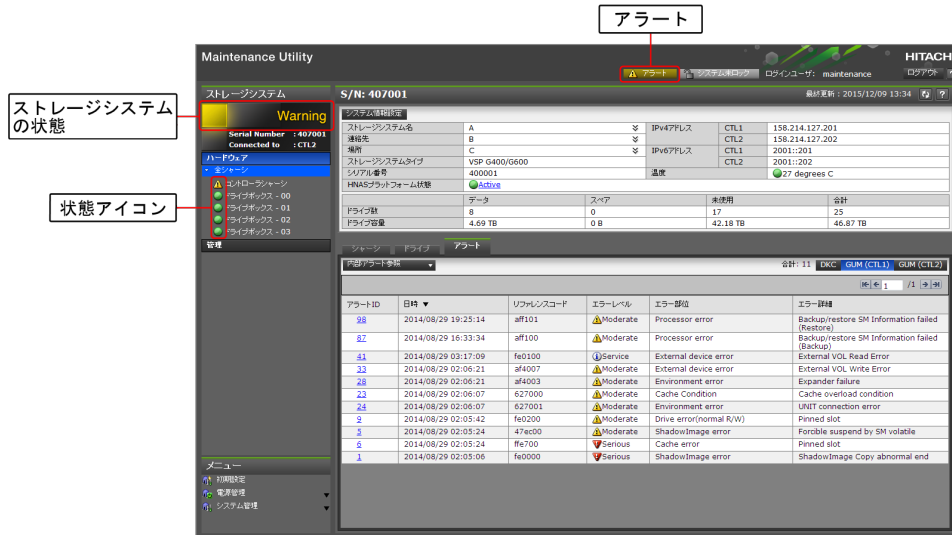 アラート
Maintenance Utility
HITACH
アラート
システム未ロック
ログインユーザ: maintenance
ログアウト
ストレージシステム
の状態
状態アイコン
ストレージシステム
Warning
Serial Number : 407001
Connected to : CTL2
ハードウェア
全シャーシ
コントローラシャーシ
ドライブボックス - 00
ドライブボックス - 01
ドライブボックス - 02
ドライブボックス - 03
管理
メニュー
初期設定
電源管理
システム管理
S/N: 407001
最終更新 : 2015/12/09 13:34
システム情報設定
ストレージシステム名 A IPv4アドレス CTL1 158.214.127.201
連絡先 B CTL2 158.214.127.202
場所 C IPv6アドレス CTL1 2001::201
ストレージシステムタイプ VSP G400/G600 CTL2 2001::202
シリアル番号 400001 温度 27 degrees C
HNASプラットフォーム状態 Active
データ スペア 未使用 合計
ドライブ数 8 0 17 25
ドライブ容量 4.69 TB 0 B 42.18 TB 46.87 TB
シャーシ ドライブ アラート
内部アラート参照 合計: 11 DKC GUM (CTL1) GUM (CTL2)
1 /1
アラートID 日時 ▼ リファレンスコード エラーレベル エラー部位 エラー詳細
98 2014/08/29 19:25:14 aff101 Moderate Processor error Backup/restore SM Information failed
(Restore)
87 2014/08/29 16:33:34 aff100 Moderate Processor error Backup/restore SM Information failed
(Backup)
41 2014/08/29 03:17:09 fe0100 Service External device error External VOL Read Error
33 2014/08/29 02:06:21 af4007 Moderate External device error External VOL Write Error
28 2014/08/29 02:06:21 af4003 Moderate Environment error Expander failure
23 2014/08/29 02:06:07 627000 Moderate Cache Condition Cache overload condition
24 2014/08/29 02:06:07 627001 Moderate Environment error UNIT connection error
9 2014/08/29 02:05:42 fe0200 Moderate Drive error(normal R/W) Pinned slot
5 2014/08/29 02:05:24 47ec00 Moderate ShadowImage error Forcible suspend by SM volatile
6 2014/08/29 02:05:24 ffe700 Serious Cache error Pinned slot
1 2014/08/29 02:05:06 fe0000 Serious ShadowImage error ShadowImage Copy abnormal end